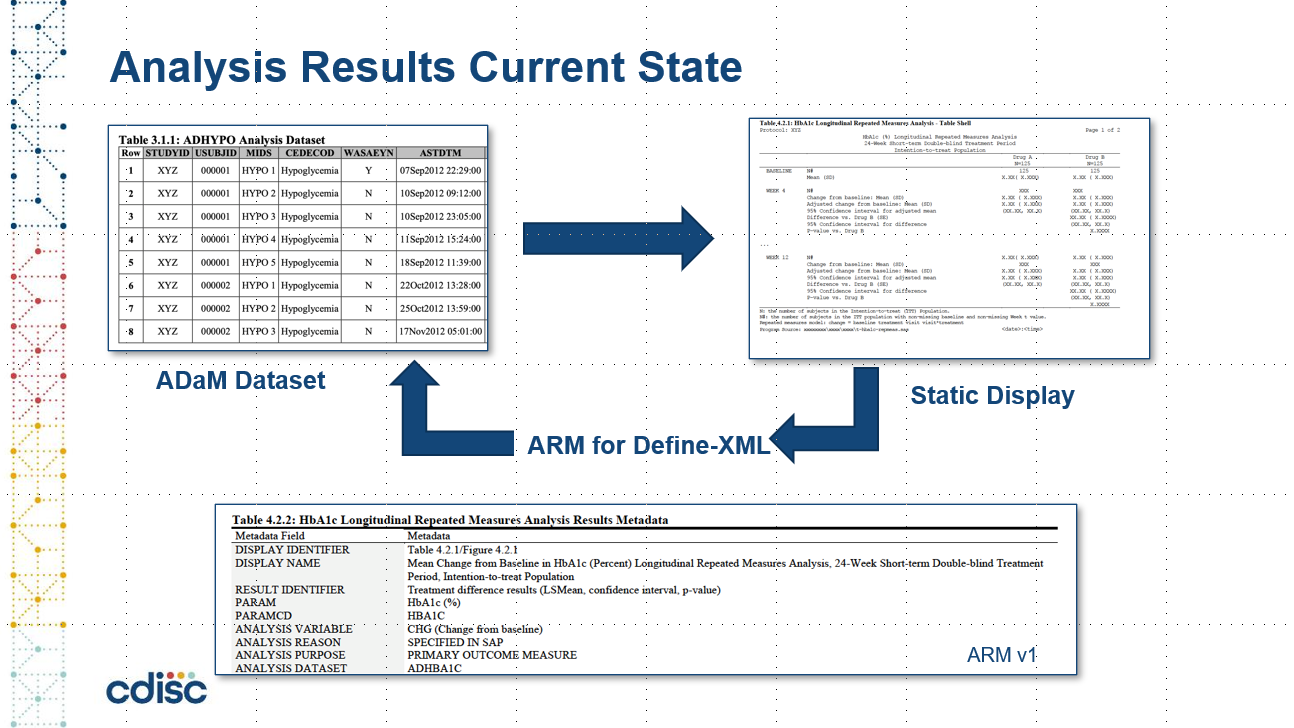 Analysis Results Current State
Table 3.1.1: ADHYPO Analysis Dataset
Row STUDYID USUBJID MIDS CEDECOD WASAEYN ASTDTM
1 XYZ 000001 HYPO 1 Hypoglycemia Y 07Sep2012 22:29:00
2 XYZ 000001 HYPO 2 Hypoglycemia N 10Sep2012 09:12:00
3 XYZ 000001 HYPO 3 Hypoglycemia N 10Sep2012 23:05:00
4 XYZ 000001 HYPO 4 Hypoglycemia N 11Sep2012 15:24:00
5 XYZ 000001 HYPO 5 Hypoglycemia N 18Sep2012 11:39:00
6 XYZ 000002 HYPO 1 Hypoglycemia N 22Oct2012 13:28:00
7 XYZ 000002 HYPO 2 Hypoglycemia N 25Oct2012 13:59:00
8 XYZ 000002 HYPO 3 Hypoglycemia N 17Nov2012 05:01:00
ADaM Dataset
Table 4.2.1: HbA1c Longitudinal Repeated Measures Analysis - Table Shell
Protocol: XYZ Page 1 of 2
HbA1c (%) Longitudinal Repeated Measures Analysis
24-Week Short-term Double-blind Treatment Period
Intention-to-treat Population
Drug A Drug B
N=125 N=125
BASELINE N# 125 125
Mean (SD) X.XX( X.XXX) X.XX ( X.XXX)
WEEK 4 N# XXX XXX
Change from baseline: Mean (SD) X.XX ( X.XXX) X.XX ( X.XXX)
Adjusted change from baseline: Mean (SD) X.XX ( X.XXX) X.XX ( X.XXX)
95% Confidence interval for adjusted mean (XX.XX, XX.X) (XX.XX, XX.X)
Difference vs. Drug B (SE) XX.XX ( X.XXXX)
95% Confidence interval for difference (XX.XX, XX.X)
P-value vs. Drug B X.XXXX
...
WEEK 12 N# X.XX( X.XXX) X.XX ( X.XXX)
Change from baseline: Mean (SD) XXX XXX
Adjusted change from baseline: Mean (SD) X.XX ( X.XXX) X.XX ( X.XXX)
95% Confidence interval for adjusted mean X.XX ( X.XXX) X.XX ( X.XXX)
Difference vs. Drug B (SE) (XX.XX, XX.X) (XX.XX, XX.X)
95% Confidence interval for difference XX.XX ( X.XXXX)
P-value vs. Drug B (XX.XX, XX.X)
X.XXXX
N: the number of subjects in the Intention-to-treat (ITT) Population.
N#: the number of subjects in the ITT population with non-missing baseline and non-missing Week t value.
Repeated measures model: change = baseline treatment visit visit*treatment
Program Source: <date>:<time>
Static Display
ARM for Define-XML
Table 4.2.2: HbA1c Longitudinal Repeated Measures Analysis Results Metadata
Metadata Field Metadata
DISPLAY IDENTIFIER Table 4.2.1/Figure 4.2.1
DISPLAY NAME Mean Change from Baseline in HbA1c (Percent) Longitudinal Repeated Measures Analysis, 24-Week Short-term Double-blind Treatment
Period, Intention-to-treat Population
RESULT IDENTIFIER Treatment difference results (LSMean, confidence interval, p-value)
PARAM HbA1c (%)
PARAMCD HBA1C
ANALYSIS VARIABLE CHG (Change from baseline)
ANALYSIS REASON SPECIFIED IN SAP
ANALYSIS PURPOSE PRIMARY OUTCOME MEASURE
ANALYSIS DATASET ADHBA1C
ARM v1
cdisc